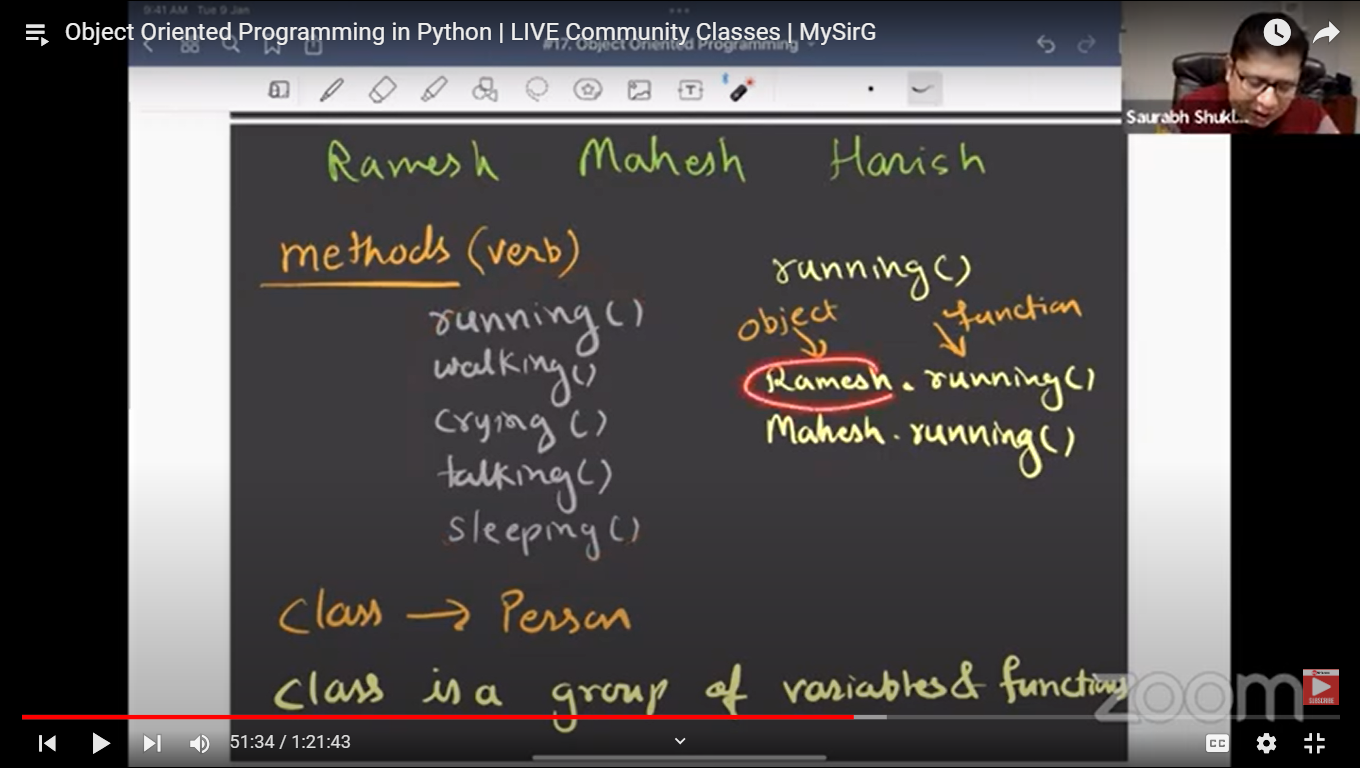 9:41 AM Tue 9 Jan
Object Oriented Programming in Python | LIVE Community Classes | MySirG
#17. Object Oriented Programming
Saurabh Shukl...
Ramesh Mahesh Harish
methods (verb)
running()
running()
walking()
crying()
talking()
sleeping()
object
function
Ramesh. running()
Mahesh. running()
Class → Person
Class is a group of variables & functions
zoom
SUBSCRIBE
51:34 / 1:21:43
CC